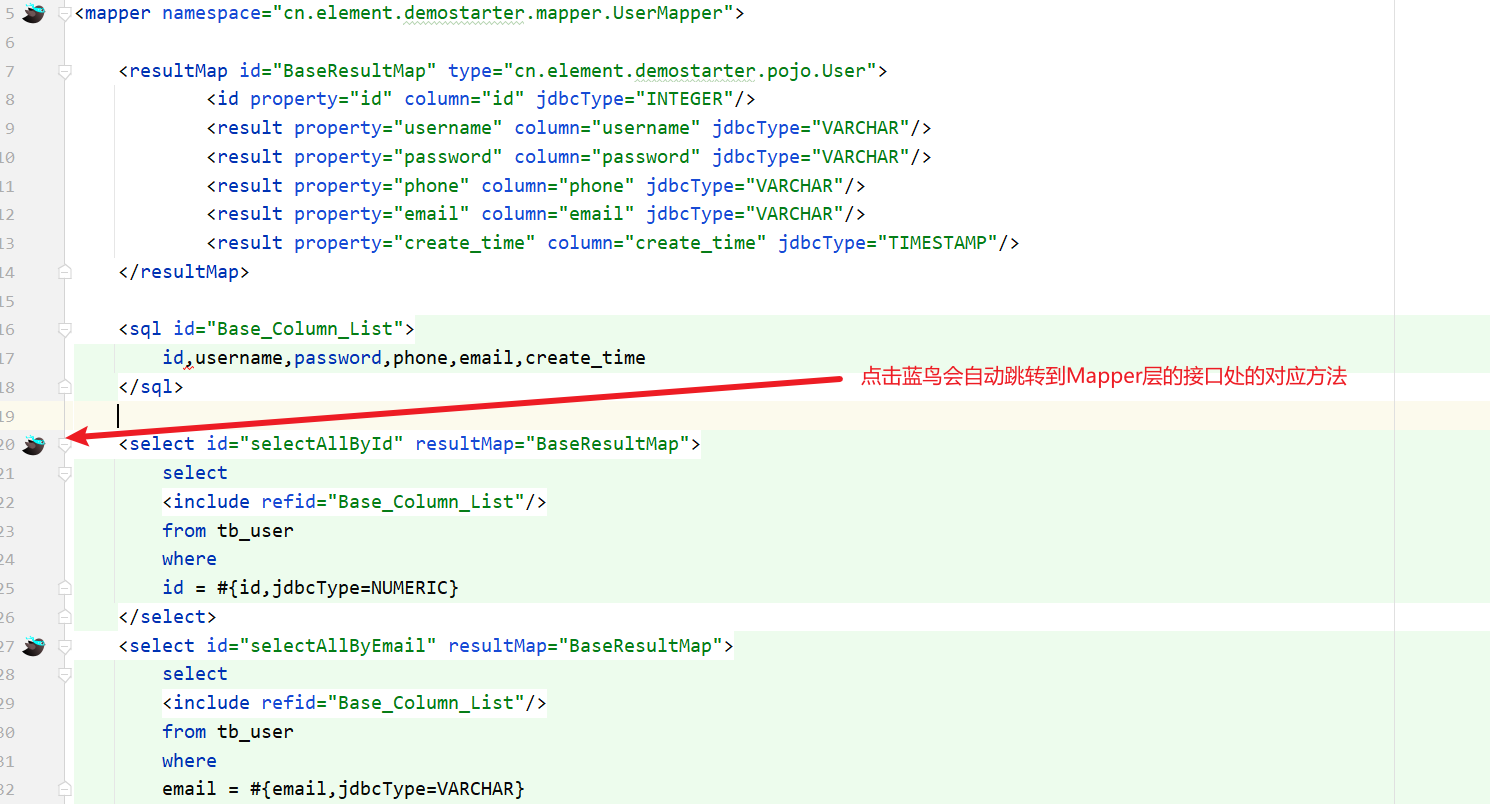 5 <mapper namespace="cn.element.demostarter.mapper.UserMapper">
6
7 <resultMap id="BaseResultMap" type="cn.element.demostarter.pojo.User">
8 <id property="id" column="id" jdbcType="INTEGER"/>
9 <result property="username" column="username" jdbcType="VARCHAR"/>
10 <result property="password" column="password" jdbcType="VARCHAR"/>
11 <result property="phone" column="phone" jdbcType="VARCHAR"/>
12 <result property="email" column="email" jdbcType="VARCHAR"/>
13 <result property="create_time" column="create_time" jdbcType="TIMESTAMP"/>
14 </resultMap>
15
16 <sql id="Base_Column_List">
17 id,username,password,phone,email,create_time
点击蓝鸟会自动跳转到Mapper层的接口处的对应方法
18 </sql>
19
20 <select id="selectAllById" resultMap="BaseResultMap">
21 select
22 <include refid="Base_Column_List"/>
23 from tb_user
24 where
25 id = #{id,jdbcType=NUMERIC}
26 </select>
27 <select id="selectAllByEmail" resultMap="BaseResultMap">
28 select
29 <include refid="Base_Column_List"/>
30 from tb_user
31 where
32 email = #{email,jdbcType=VARCHAR}